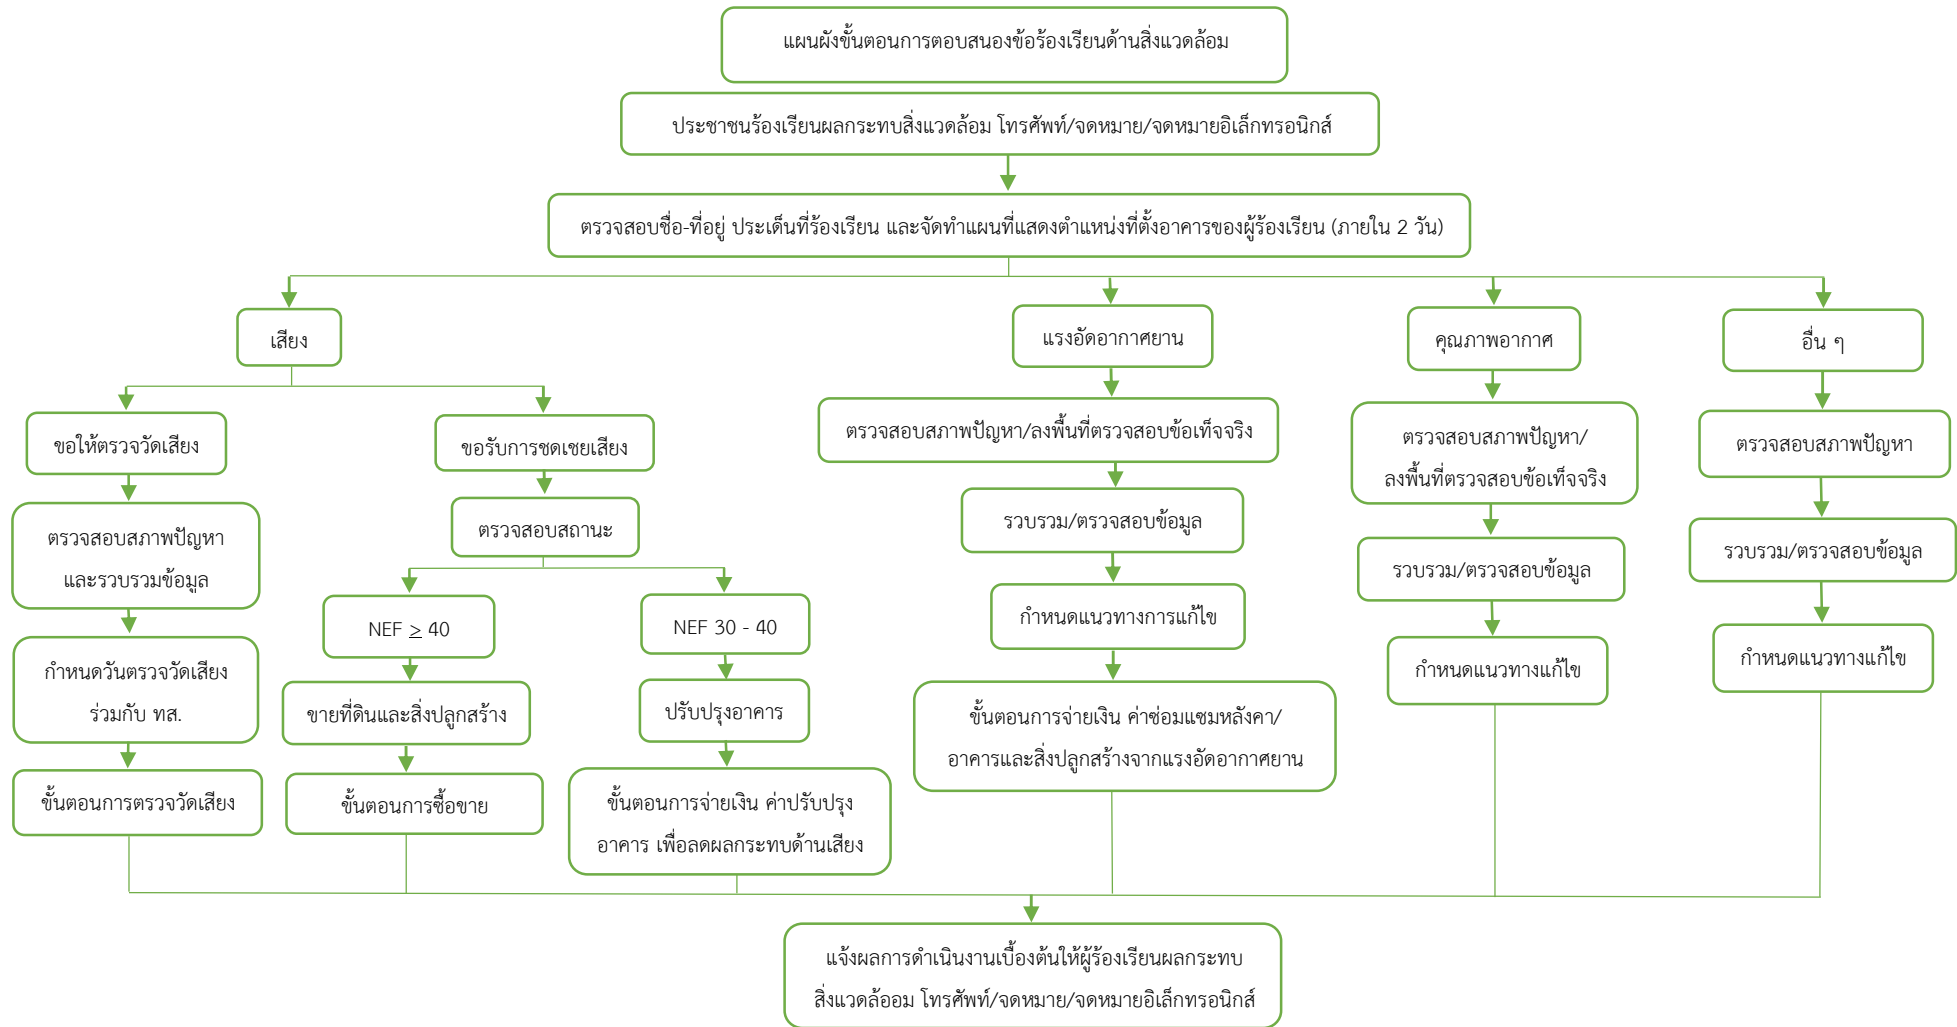 แผนผังขั้นตอนการตอบสนองข้อร้องเรียนด้านสิ่งแวดล้อม
ประชาชนร้องเรียนผลกระทบสิ่งแวดล้อม โทรศัพท์/จดหมาย/จดหมายอิเล็กทรอนิกส์
ตรวจสอบชื่อ-ที่อยู่ ประเด็นที่ร้องเรียน และจัดทำแผนที่แสดงตำแหน่งที่ตั้งอาคารของผู้ร้องเรียน (ภายใน 2 วัน)
เสียง
ขอให้ตรวจวัดเสียง
ตรวจสอบสภาพปัญหา
และรวบรวมข้อมูล
กำหนดวันตรวจวัดเสียง
ร่วมกับ ทส.
ขั้นตอนการตรวจวัดเสียง
ขอรับการชดเชยเสียง
ตรวจสอบสถานะ
NEF ≥ 40
ขายที่ดินและสิ่งปลูกสร้าง
ขั้นตอนการซื้อขาย
NEF 30 - 40
ปรับปรุงอาคาร
ขั้นตอนการจ่ายเงิน ค่าปรับปรุง
อาคาร เพื่อลดผลกระทบด้านเสียง
แรงอัดอากาศยาน
ตรวจสอบสภาพปัญหา/ลงพื้นที่ตรวจสอบข้อเท็จจริง
รวบรวม/ตรวจสอบข้อมูล
กำหนดแนวทางการแก้ไข
ขั้นตอนการจ่ายเงิน ค่าซ่อมแซมหลังคา/
อาคารและสิ่งปลูกสร้างจากแรงอัดอากาศยาน
คุณภาพอากาศ
ตรวจสอบสภาพปัญหา/
ลงพื้นที่ตรวจสอบข้อเท็จจริง
รวบรวม/ตรวจสอบข้อมูล
กำหนดแนวทางแก้ไข
อื่น ๆ
ตรวจสอบสภาพปัญหา
รวบรวม/ตรวจสอบข้อมูล
กำหนดแนวทางแก้ไข
แจ้งผลการดำเนินงานเบื้องต้นให้ผู้ร้องเรียนผลกระทบ
สิ่งแวดล้ออม โทรศัพท์/จดหมาย/จดหมายอิเล็กทรอนิกส์